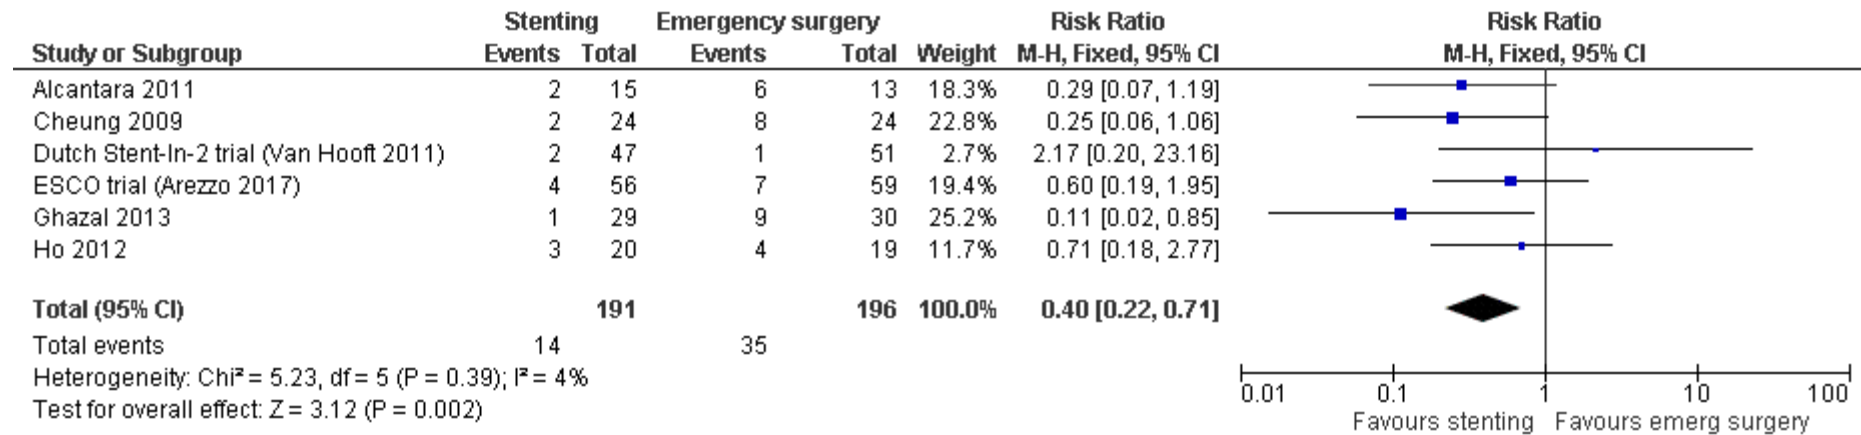 Stenting Emergency surgery Risk Ratio Risk Ratio
Study or Subgroup Events Total Events Total Weight M-H, Fixed, 95% CI M-H, Fixed, 95% CI
Alcantara 2011 2 15 6 13 18.3% 0.29 [0.07, 1.19]
Cheung 2009 2 24 8 24 22.8% 0.25 [0.06, 1.06]
Dutch Stent-In-2 trial (Van Hooft 2011) 2 47 1 51 2.7% 2.17 [0.20, 23.16]
ESCO trial (Arezzo 2017) 4 56 7 59 19.4% 0.60 [0.19, 1.95]
Ghazal 2013 1 29 9 30 25.2% 0.11 [0.02, 0.85]
Ho 2012 3 20 4 19 11.7% 0.71 [0.18, 2.77]
Total (95% CI) 191 196 100.0% 0.40 [0.22, 0.71]
Total events 14 35
Heterogeneity: Chi² = 5.23, df = 5 (P = 0.39); I² = 4%
Test for overall effect: Z = 3.12 (P = 0.002)
0.01 0.1 1 10 100
Favours stenting Favours emerg surgery